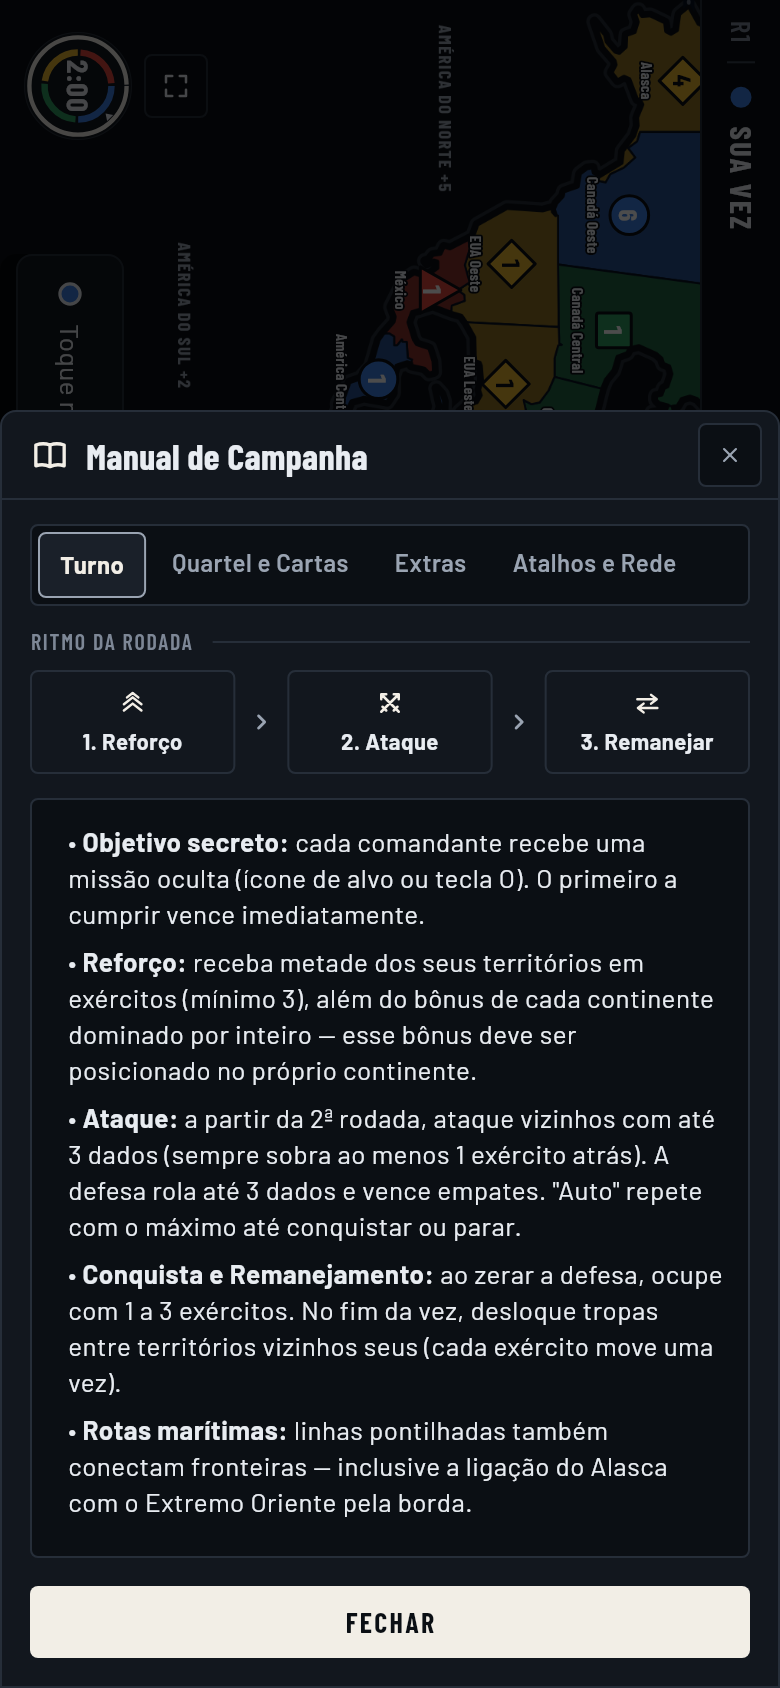 R1
SUA VEZ
2:00
AMÉRICA DO NORTE +5
AMÉRICA DO SUL +2
Alasca
4
Canadá Oeste
6
EUA Oeste
1
Canadá Central
1
México
1
América Cent
1
EUA Leste
1
Toque
Manual de Campanha
Turno
Quartel e Cartas
Extras
Atalhos e Rede
RITMO DA RODADA
1. Reforço
2. Ataque
3. Remanejar
• Objetivo secreto: cada comandante recebe uma
missão oculta (ícone de alvo ou tecla O). O primeiro a
cumprir vence imediatamente.
• Reforço: receba metade dos seus territórios em
exércitos (mínimo 3), além do bônus de cada continente
dominado por inteiro — esse bônus deve ser
posicionado no próprio continente.
• Ataque: a partir da 2ª rodada, ataque vizinhos com até
3 dados (sempre sobra ao menos 1 exército atrás). A
defesa rola até 3 dados e vence empates. "Auto" repete
com o máximo até conquistar ou parar.
• Conquista e Remanejamento: ao zerar a defesa, ocupe
com 1 a 3 exércitos. No fim da vez, desloque tropas
entre territórios vizinhos seus (cada exército move uma
vez).
• Rotas marítimas: linhas pontilhadas também
conectam fronteiras — inclusive a ligação do Alasca
com o Extremo Oriente pela borda.
FECHAR